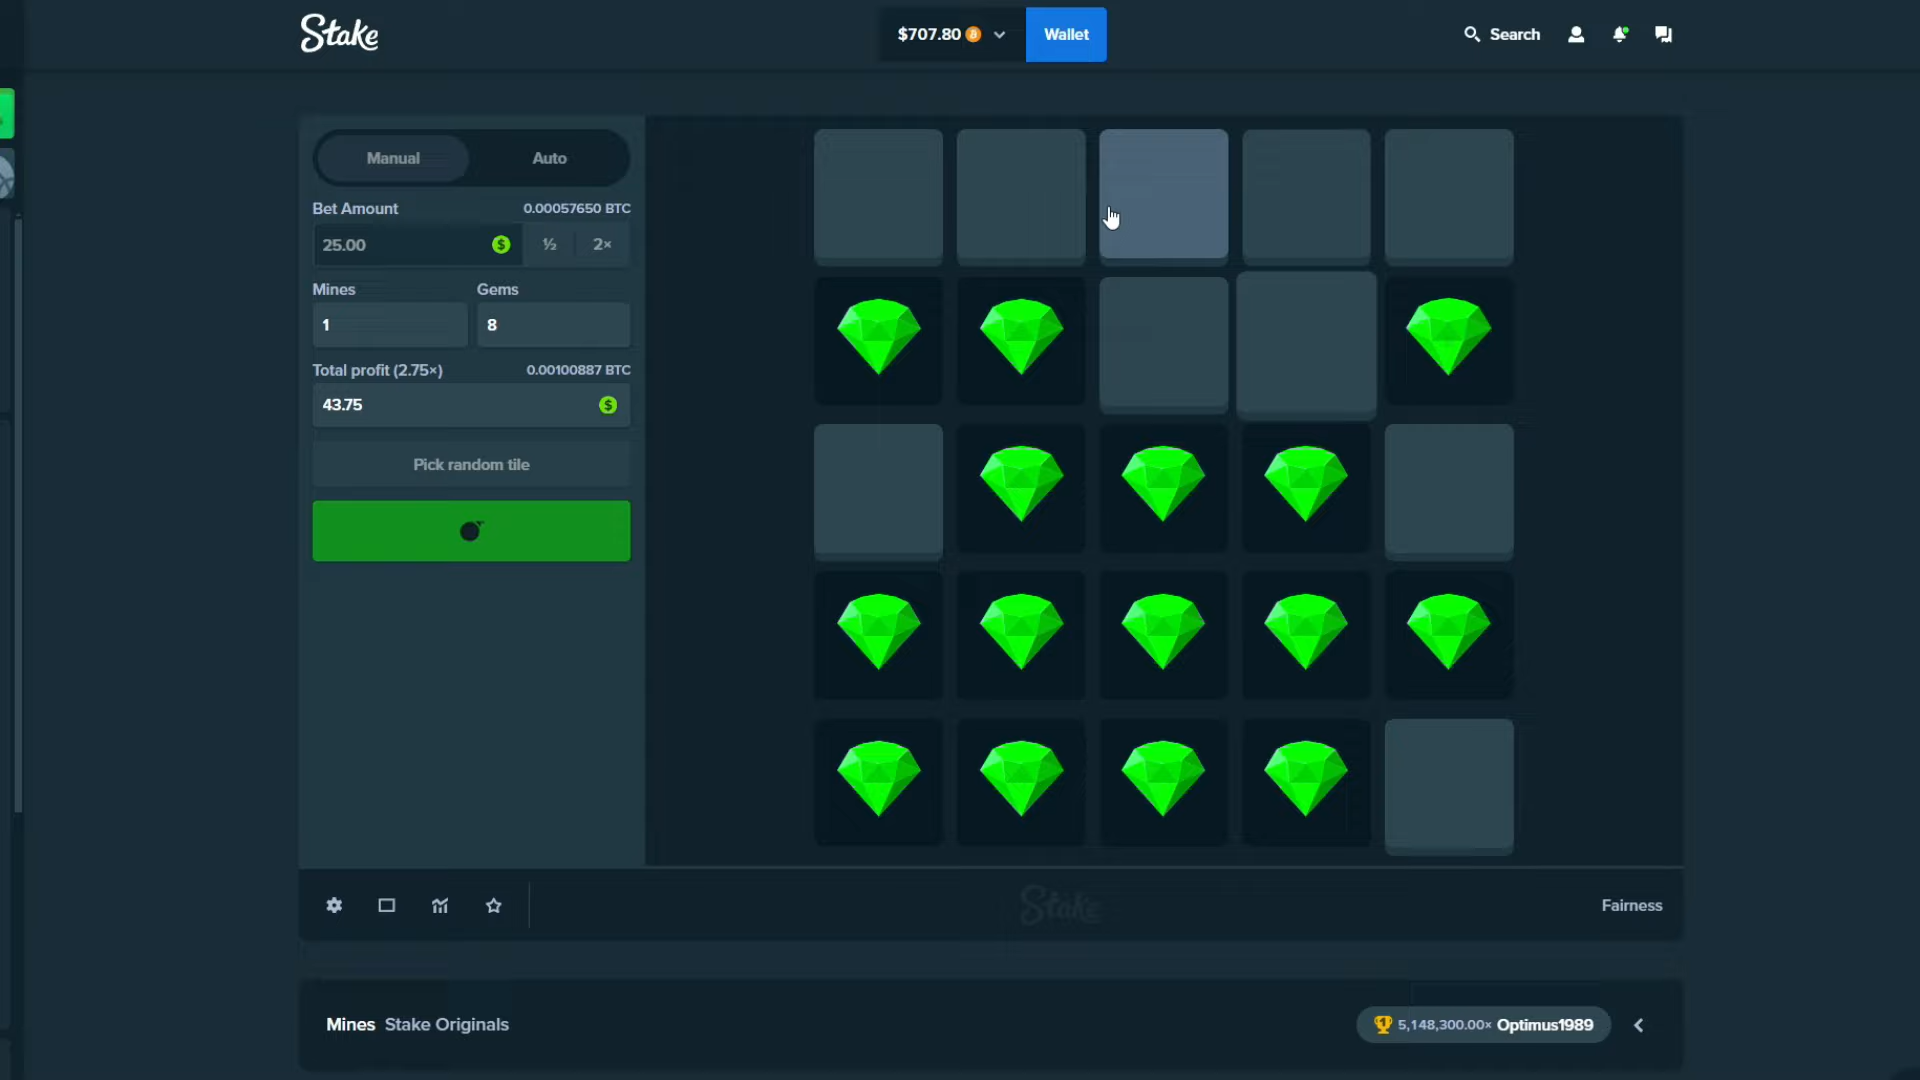 Stake
$707.80
Wallet
Search
Manual
Auto
Bet Amount
0.00057650 BTC
25.00
½
2×
Mines
Gems
1
8
Total profit (2.75×)
0.00100887 BTC
43.75
Pick random tile
Stake
Fairness
Mines Stake Originals
5,148,300.00× Optimus1989